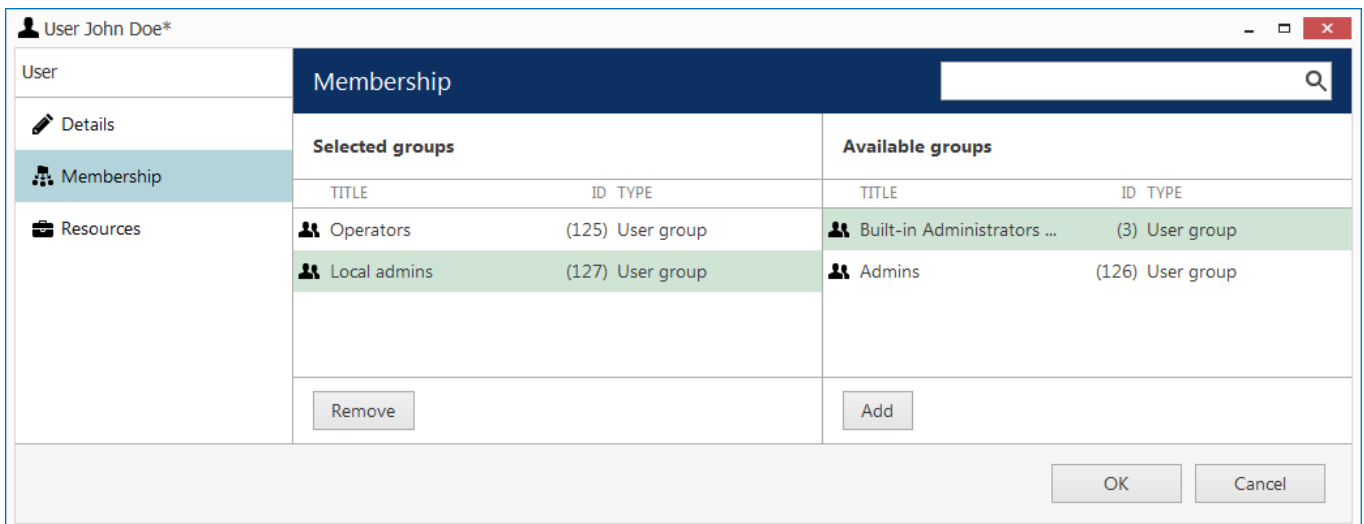 User John Doe*
User
Details
Membership
Resources
Membership
Selected groups
TITLE ID TYPE
Operators (125) User group
Local admins (127) User group
Remove
Available groups
TITLE ID TYPE
Built-in Administrators ... (3) User group
Admins (126) User group
Add
OK Cancel